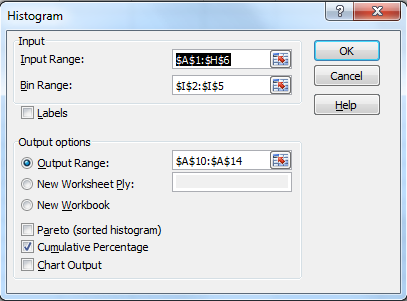 Histogram
?
Input
Input Range:
$A$1:$H$6
OK
Bin Range:
$I$2:$I$5
Cancel
Labels
Help
Output options
Output Range:
$A$10:$A$14
New Worksheet Ply:
New Workbook
Pareto (sorted histogram)
Cumulative Percentage
Chart Output